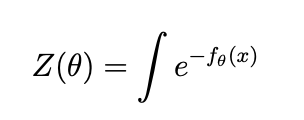 Z(θ) = ∫ e^{-f_θ(x)}